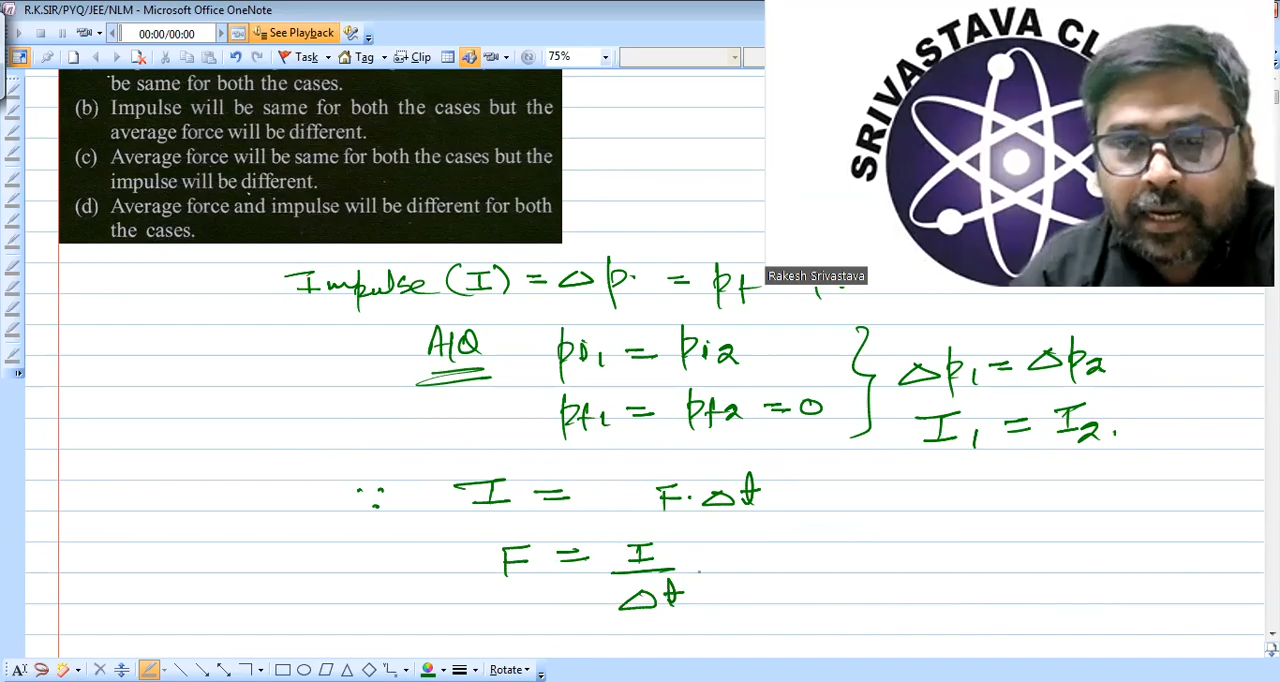 R.K.SIR/PYQ/JEE/NLM - Microsoft Office OneNote
00:00/00:00 See Playback
Task Tag Clip 75%
SRIVASTAVA CL
be same for both the cases.
(b) Impulse will be same for both the cases but the
average force will be different.
(c) Average force will be same for both the cases but the
impulse will be different.
(d) Average force and impulse will be different for both
the cases.
Rakesh Srivastava
Impulse (I) = Δp. = pf
A/Q pi1 = pi2
pf1 = pf2 = 0
Δp1 = Δp2
I1 = I2.
∵ I = F. Δt
F = I/Δt
Rotate